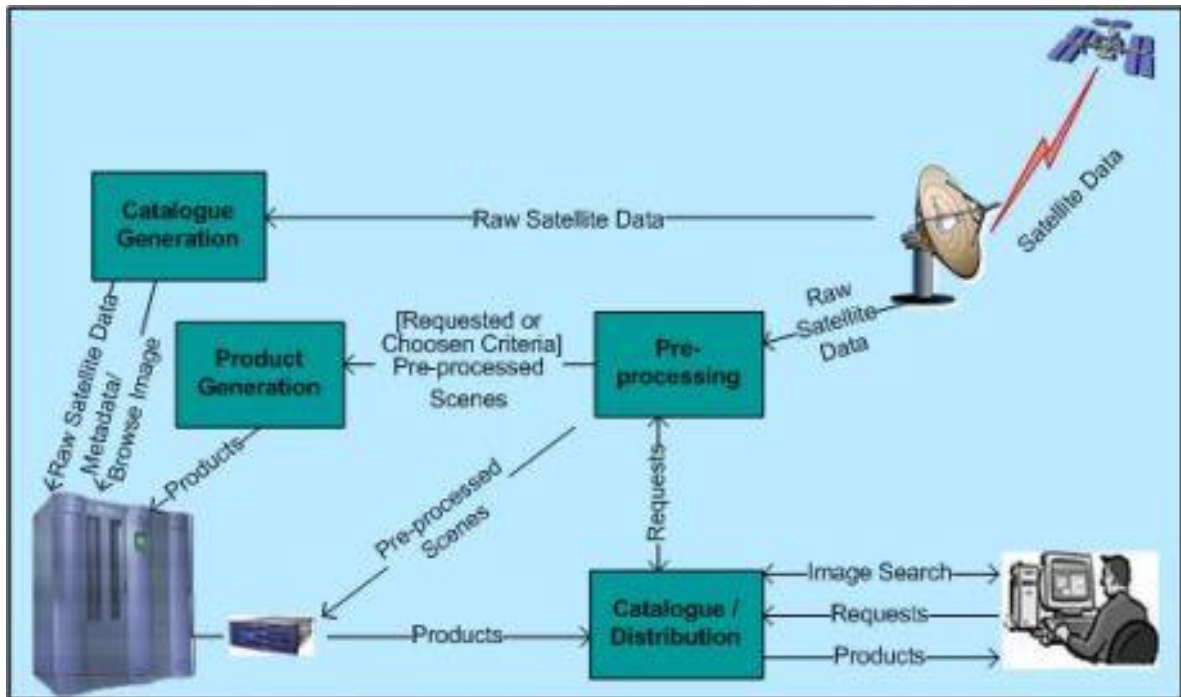 Satellite Data
Catalogue
Generation
Raw Satellite Data
Raw
Satellite
Data
[Requested or
Choosen Criteria]
Pre-processed
Scenes
Pre-
processing
Product
Generation
Raw Satellite Data
Metadata/
Browse Image
Products
Pre-processed
Scenes
Requests
Catalogue /
Distribution
Image Search
Requests
Products
Products